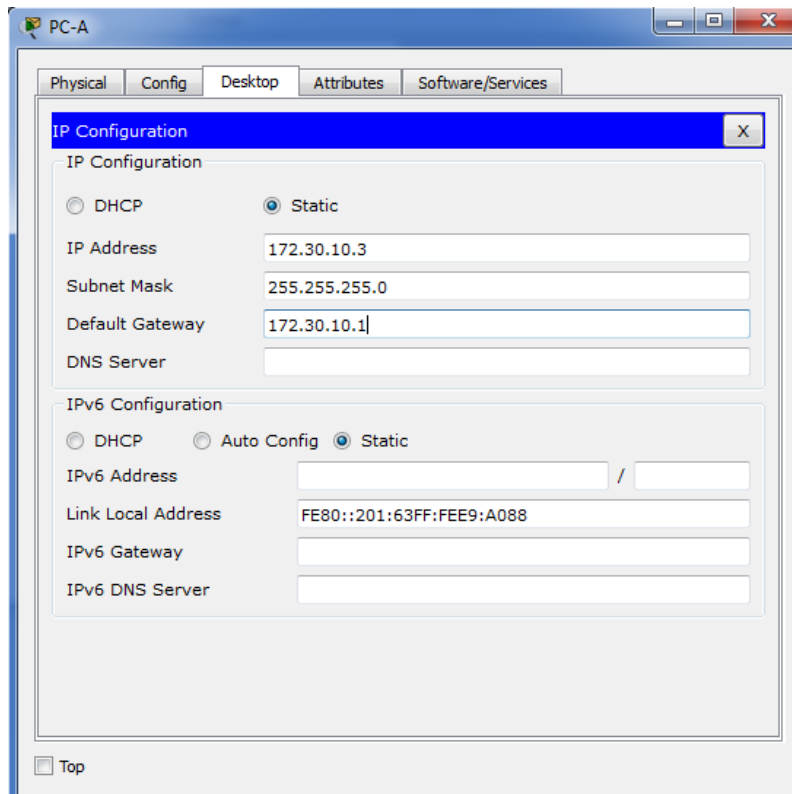 PC-A
Physical Config Desktop Attributes Software/Services
IP Configuration X
IP Configuration
DHCP Static
IP Address 172.30.10.3
Subnet Mask 255.255.255.0
Default Gateway 172.30.10.1
DNS Server
IPv6 Configuration
DHCP Auto Config Static
IPv6 Address /
Link Local Address FE80::201:63FF:FEE9:A088
IPv6 Gateway
IPv6 DNS Server
Top